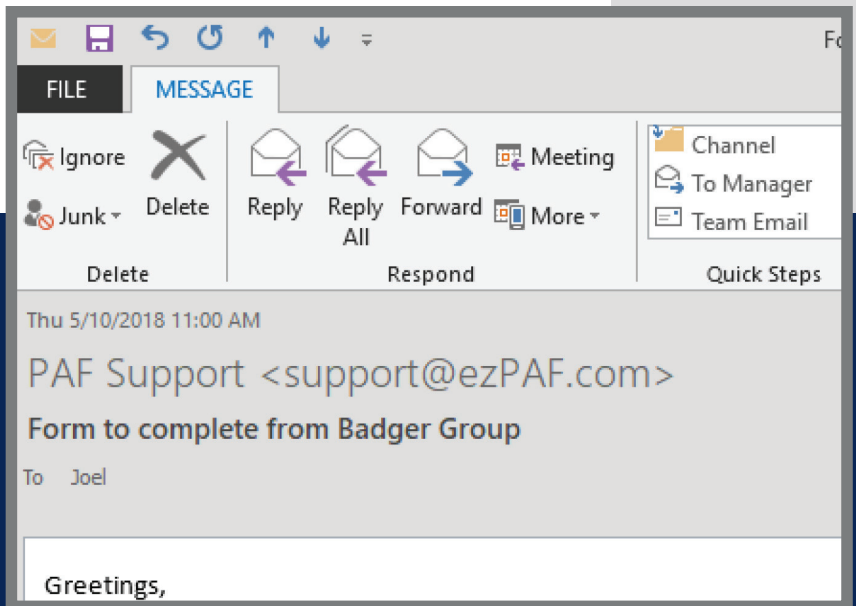 Fo
FILE MESSAGE
Ignore
Junk
Delete
Reply
Reply All
Forward
Meeting
More
Channel
To Manager
Team Email
Delete Respond Quick Steps
Thu 5/10/2018 11:00 AM
PAF Support <support@ezPAF.com>
Form to complete from Badger Group
To Joel
Greetings,